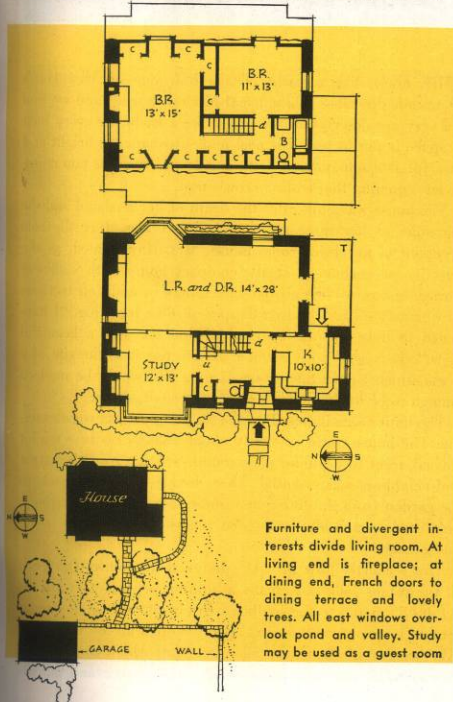 C
C
C
C
B.R.
13' x 15'
B.R.
11' x 13'
d
B
C
C
C
C
C
T
L.R. and D.R. 14' x 28'
STUDY
12' x 13'
u
d
C
K
10' x 10'
E
N
S
W
House
E
N
S
W
GARAGE
WALL
Furniture and divergent in-
terests divide living room. At
living end is fireplace; at
dining end, French doors to
dining terrace and lovely
trees. All east windows over-
look pond and valley. Study
may be used as a guest room